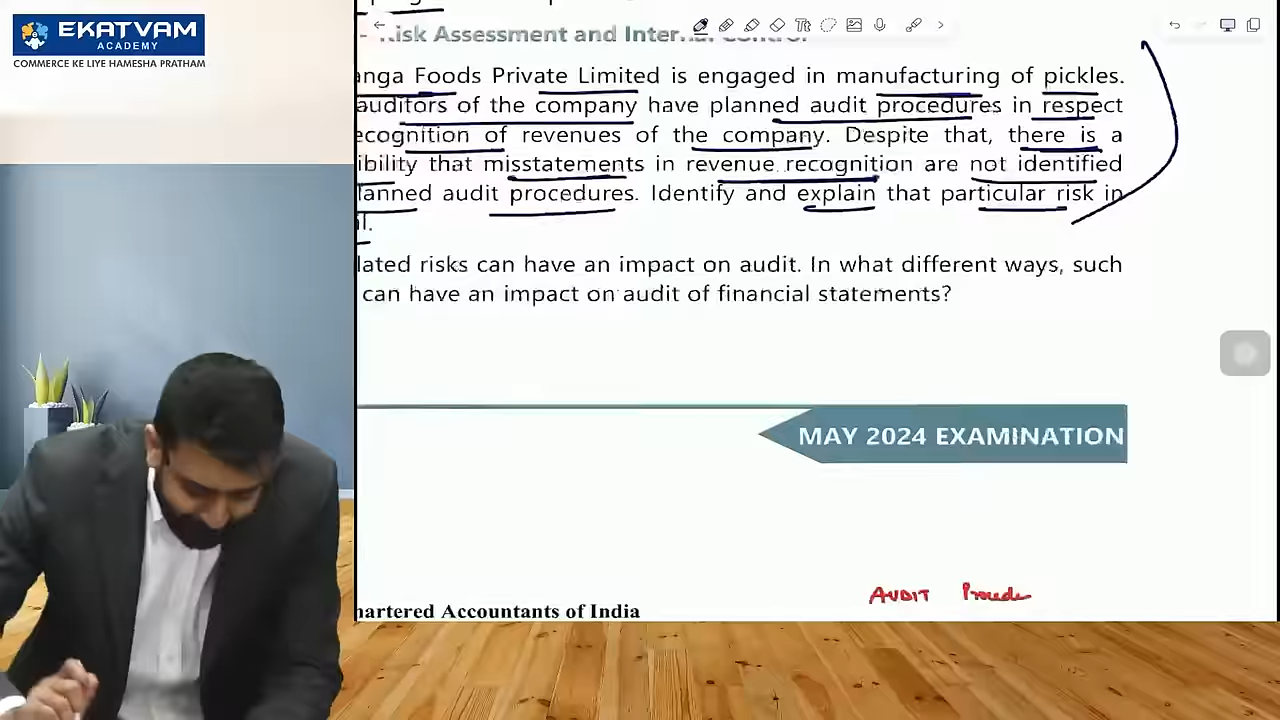 EKATVAM
ACADEMY
COMMERCE KE LIYE HAMESHA PRATHAM
- Risk Assessment and Internal Control
anga Foods Private Limited is engaged in manufacturing of pickles.
auditors of the company have planned audit procedures in respect
ecognition of revenues of the company. Despite that, there is a
ibility that misstatements in revenue recognition are not identified
lanned audit procedures. Identify and explain that particular risk in
il.
lated risks can have an impact on audit. In what different ways, such
can have an impact on audit of financial statements?
MAY 2024 EXAMINATION
AUDIT
hartered Accountants of India